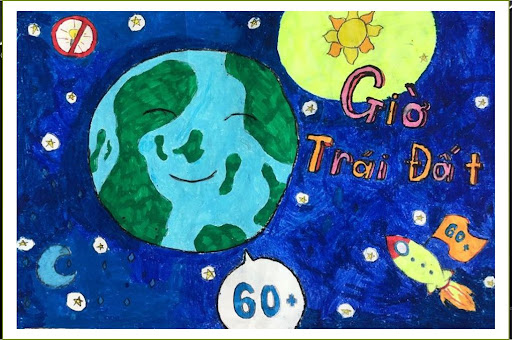 Giờ
Trái Đất
60+
60+